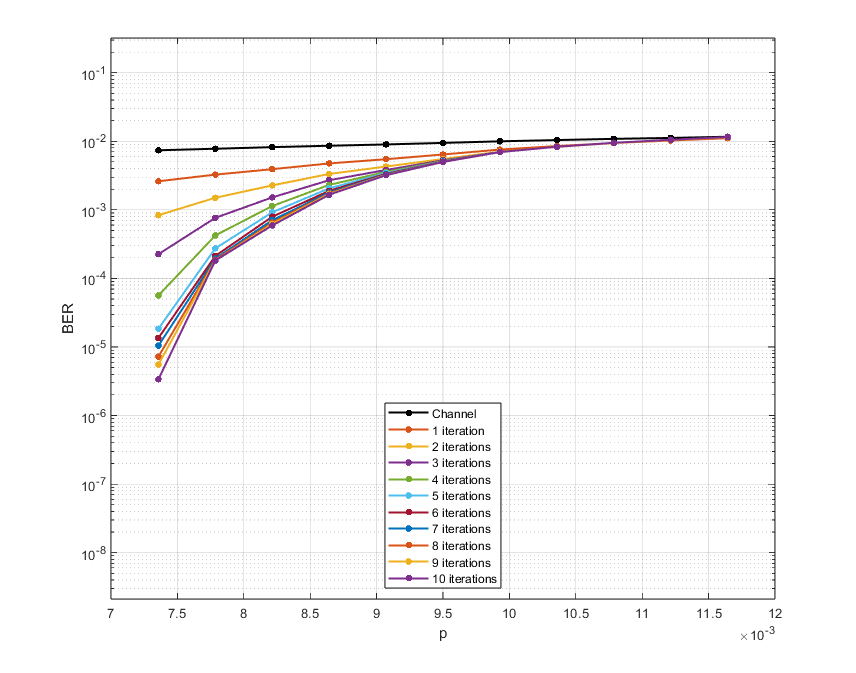 10^-1
10^-2
10^-3
10^-4
10^-5
10^-6
10^-7
10^-8
BER
Channel
1 iteration
2 iterations
3 iterations
4 iterations
5 iterations
6 iterations
7 iterations
8 iterations
9 iterations
10 iterations
7 7.5 8 8.5 9 9.5 10 10.5 11 11.5 12
p
×10^-3